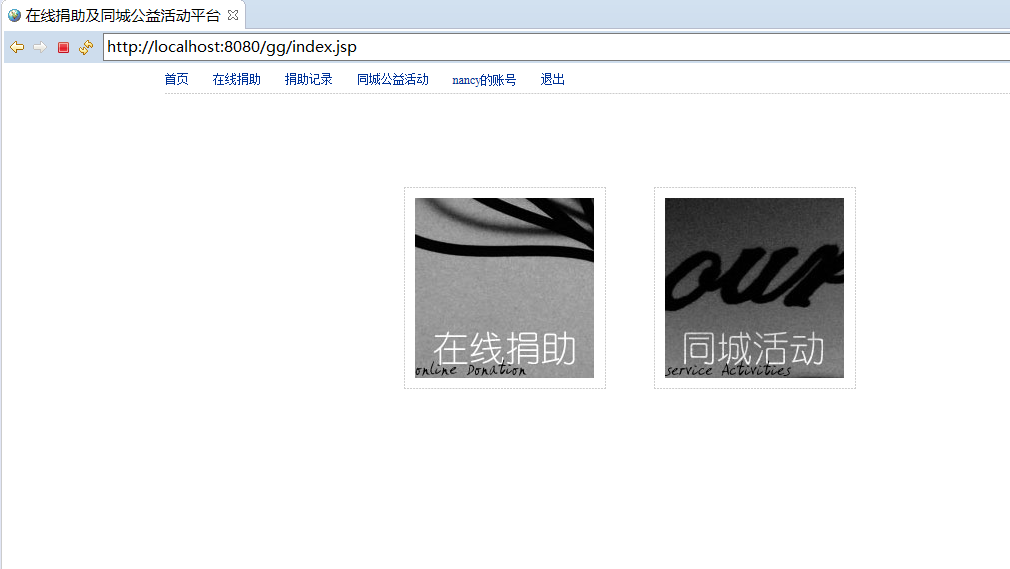 在线捐助及同城公益活动平台
http://localhost:8080/gg/index.jsp
首页 在线捐助 捐助记录 同城公益活动 nancy的账号 退出
our
在线捐助 同城活动
online Donation service Activities